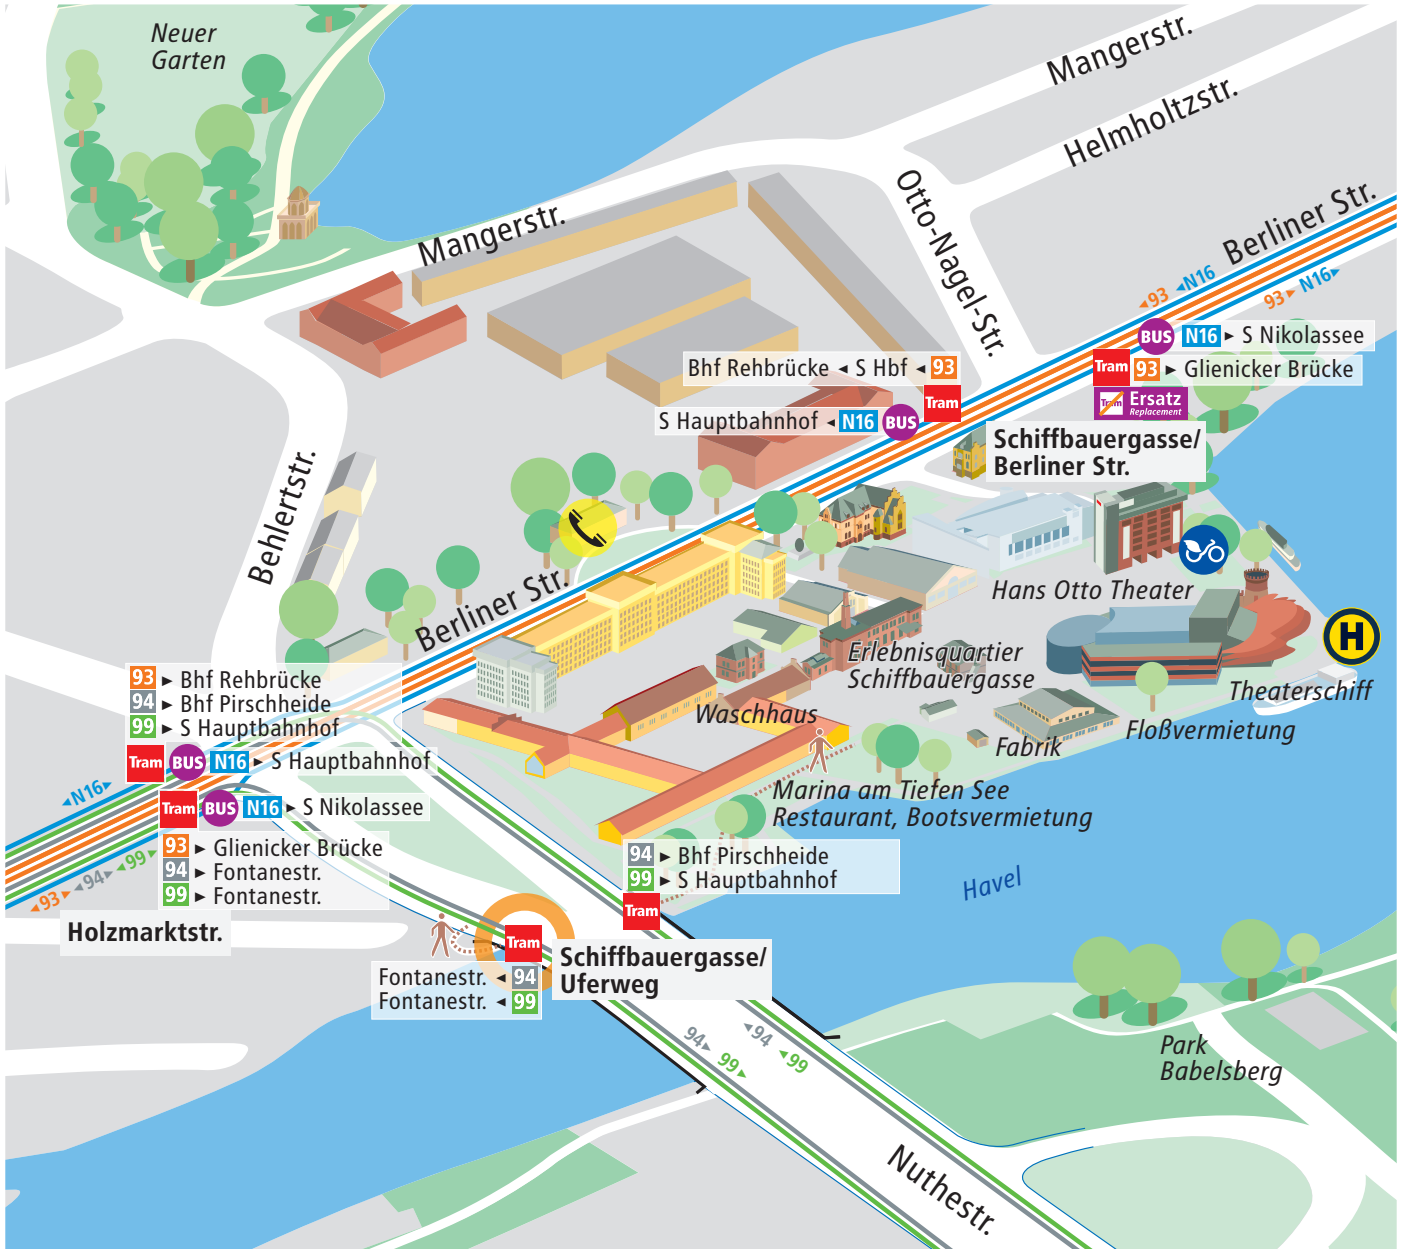 Neuer
Garten
Mangerstr.
Helmholtzstr.
Mangerstr.
Otto-Nagel-Str.
Berliner Str.
◄93 ◄N16
93► N16►
BUS N16 ► S Nikolassee
Tram 93 ► Glienicker Brücke
Tram Ersatz
Replacement
Bhf Rehbrücke ◄ S Hbf ◄ 93
Tram
S Hauptbahnhof ◄ N16 BUS
Schiffbauergasse/
Berliner Str.
Behlertstr.
Berliner Str.
Hans Otto Theater
H
Erlebnisquartier
Schiffbauergasse
Theaterschiff
Waschhaus
Floßvermietung
Fabrik
93 ► Bhf Rehbrücke
94 ► Bhf Pirschheide
99 ► S Hauptbahnhof
Tram BUS N16 ► S Hauptbahnhof
◄N16►
Tram BUS N16 ► S Nikolassee
93 ► Glienicker Brücke
94 ► Fontanestr.
99 ► Fontanestr.
◄93► ◄94► ◄99►
Holzmarktstr.
Marina am Tiefen See
Restaurant, Bootsvermietung
94 ► Bhf Pirschheide
99 ► S Hauptbahnhof
Tram
Havel
Tram
Schiffbauergasse/
Uferweg
Fontanestr. ◄ 94
Fontanestr. ◄ 99
94► ◄94
99► ◄99
Park
Babelsberg
Nuthestr.